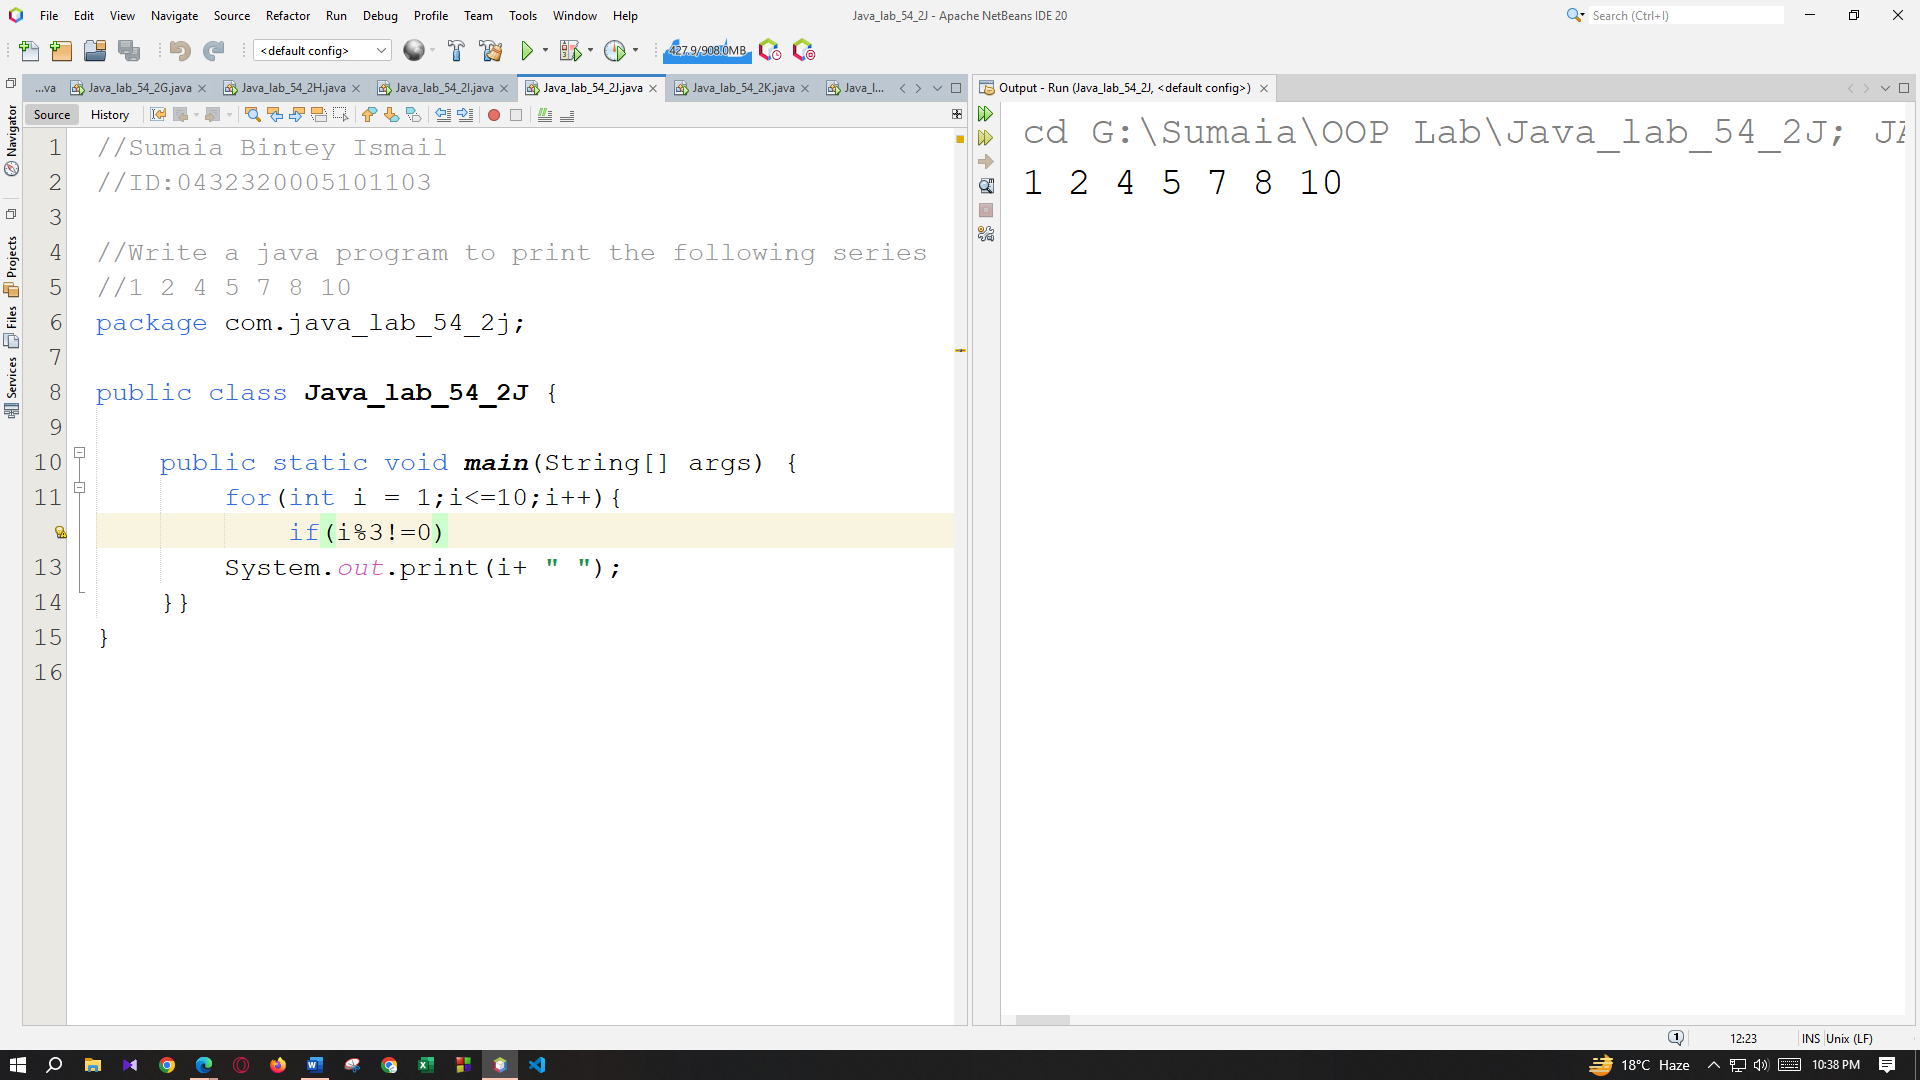 File Edit View Navigate Source Refactor Run Debug Profile Team Tools Window Help
Java_lab_54_2J - Apache NetBeans IDE 20
Search (Ctrl+I)
<default config>
427.9/908.0MB
...va Java_lab_54_2G.java Java_lab_54_2H.java Java_lab_54_2I.java Java_lab_54_2J.java Java_lab_54_2K.java Java_l...
Output - Run (Java_lab_54_2J, <default config>)
Source History
Navigator
Projects
Files
Services
1 //Sumaia Bintey Ismail
2 //ID:0432320005101103
3
4 //Write a java program to print the following series
5 //1 2 4 5 7 8 10
6 package com.java_lab_54_2j;
7
8 public class Java_lab_54_2J {
9
10 public static void main(String[] args) {
11 for(int i = 1;i<=10;i++){
if(i%3!=0)
13 System.out.print(i+ " ");
14 }}
15 }
16
cd G:\Sumaia\OOP Lab\Java_lab_54_2J; JA
1 2 4 5 7 8 10
1
12:23
INS Unix (LF)
18°C Haze
10:38 PM